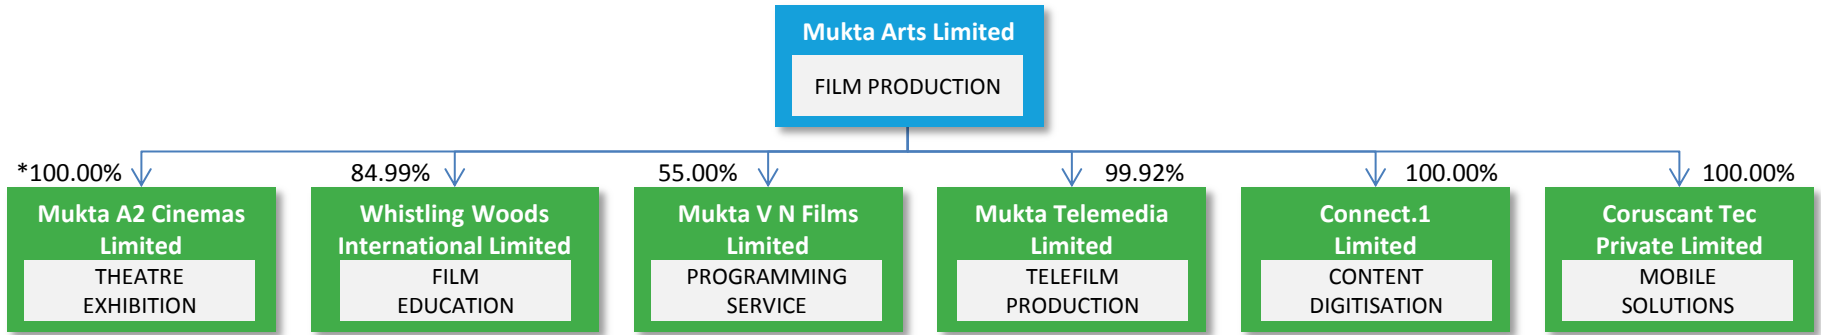 Mukta Arts Limited
FILM PRODUCTION
*100.00%
84.99%
55.00%
99.92%
100.00%
100.00%
Mukta A2 Cinemas
Limited
THEATRE
EXHIBITION
Whistling Woods
International Limited
FILM
EDUCATION
Mukta V N Films
Limited
PROGRAMMING
SERVICE
Mukta Telemedia
Limited
TELEFILM
PRODUCTION
Connect.1
Limited
CONTENT
DIGITISATION
Coruscant Tec
Private Limited
MOBILE
SOLUTIONS